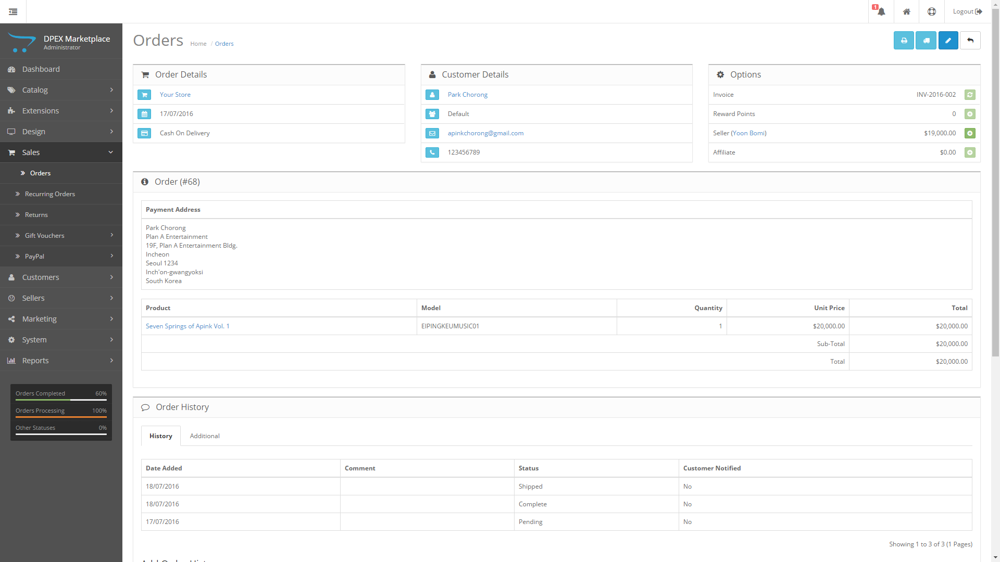 1
Logout
DPEX Marketplace
Administrator
Dashboard
Catalog
Extensions
Design
Sales
Orders
Recurring Orders
Returns
Gift Vouchers
PayPal
Customers
Sellers
Marketing
System
Reports
Orders Completed 60%
Orders Processing 100%
Other Statuses 0%
Orders Home / Orders
Order Details
Your Store
17/07/2016
Cash On Delivery
Customer Details
Park Chorong
Default
apinkchorong@gmail.com
123456789
Options
Invoice INV-2016-002
Reward Points 0
Seller (Yoon Bomi) $19,000.00
Affiliate $0.00
Order (#68)
Payment Address
Park Chorong
Plan A Entertainment
19F, Plan A Entertainment Bldg.
Incheon
Seoul 1234
Inch'on-gwangyoksi
South Korea
Product Model Quantity Unit Price Total
Seven Springs of Apink Vol. 1 EIPINGKEUMUSIC01 1 $20,000.00 $20,000.00
Sub-Total $20,000.00
Total $20,000.00
Order History
History Additional
Date Added Comment Status Customer Notified
18/07/2016 Shipped No
18/07/2016 Complete No
17/07/2016 Pending No
Showing 1 to 3 of 3 (1 Pages)